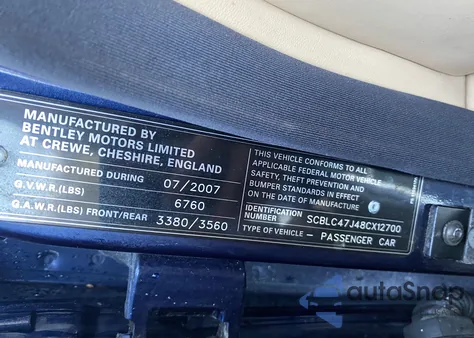 MANUFACTURED BY
BENTLEY MOTORS LIMITED
AT CREWE, CHESHIRE, ENGLAND
MANUFACTURED DURING 07/2007
G.V.W.R.(LBS) 6760
G.A.W.R.(LBS) FRONT/REAR 3380/3560
THIS VEHICLE CONFORMS TO ALL
APPLICABLE FEDERAL MOTOR VEHICLE
SAFETY, THEFT PREVENTION AND
BUMPER STANDARDS IN EFFECT
ON THE DATE OF MANUFACTURE
IDENTIFICATION
NUMBER SCBLC47J48CX12700
TYPE OF VEHICLE – PASSENGER CAR
autoSnap